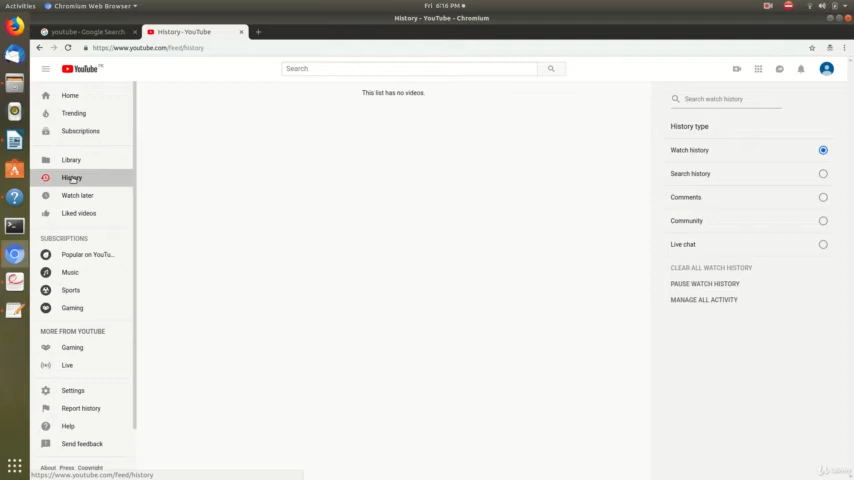 Activities
Chromium Web Browser
Fri 6:16 PM
History - YouTube - Chromium
youtube - Google Search
History - YouTube
https://www.youtube.com/feed/history
YouTube
Search
Home
Trending
Subscriptions
Library
History
Watch later
Liked videos
SUBSCRIPTIONS
Popular on YouTu...
Music
Sports
Gaming
MORE FROM YOUTUBE
Gaming
Live
Settings
Report history
Help
Send feedback
About Press Copyright
https://www.youtube.com/feed/history
This list has no videos.
Search watch history
History type
Watch history
Search history
Comments
Community
Live chat
CLEAR ALL WATCH HISTORY
PAUSE WATCH HISTORY
MANAGE ALL ACTIVITY